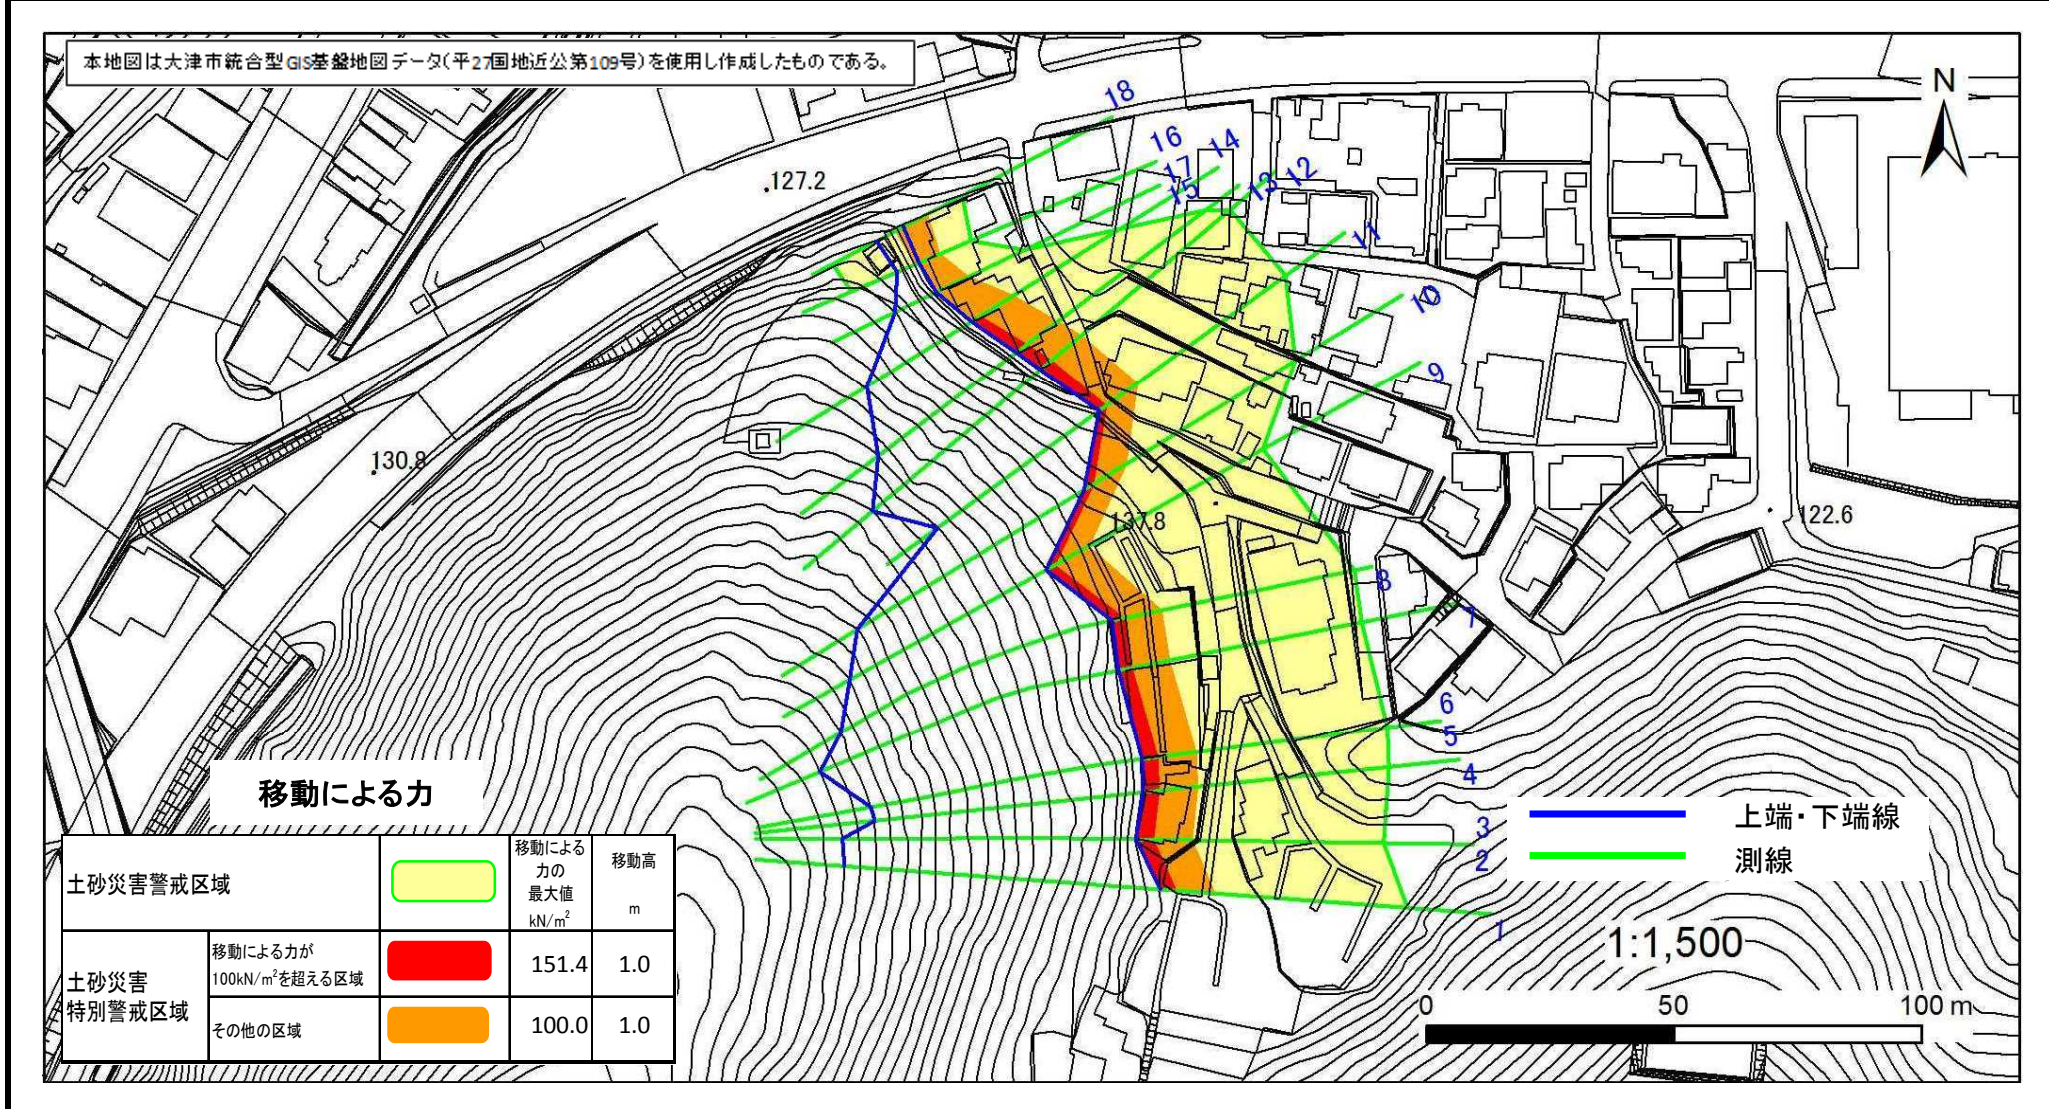 本地図は大津市統合型GIS基盤地図データ(平27国地近公第109号)を使用し作成したものである。
N
18
16
14
17
15
13
12
11
10
9
8
7
6
5
4
3
2
1
127.2
130.8
137.8
122.6
移動による力
移動による
力の
最大値
kN/m²
移動高
m
土砂災害警戒区域
土砂災害
特別警戒区域
移動による力が
100kN/m²を超える区域
151.4
1.0
その他の区域
100.0
1.0
上端・下端線
測線
1:1,500
0
50
100 m